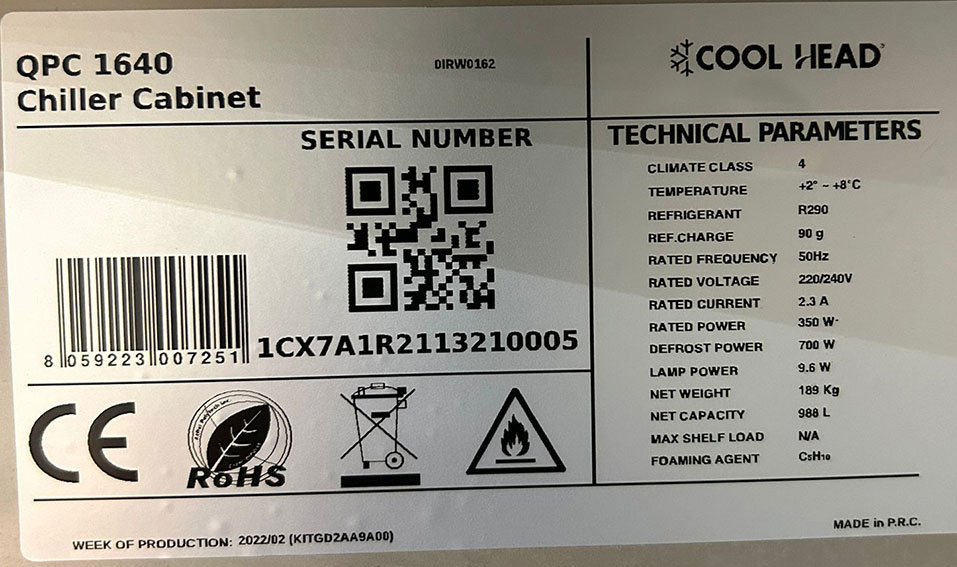 QPC 1640
Chiller Cabinet
0IRW0162
COOL HEAD
SERIAL NUMBER
8 059223 007251
1CX7A1R2113210005
TECHNICAL PARAMETERS
CLIMATE CLASS 4
TEMPERATURE +2° ~ +8°C
REFRIGERANT R290
REF.CHARGE 90 g
RATED FREQUENCY 50Hz
RATED VOLTAGE 220/240V
RATED CURRENT 2.3 A
RATED POWER 350 W
DEFROST POWER 700 W
LAMP POWER 9.6 W
NET WEIGHT 189 Kg
NET CAPACITY 988 L
MAX SHELF LOAD N/A
FOAMING AGENT C5H10
CE
RoHS
WEEK OF PRODUCTION: 2022/02 (KITGD2AA9A00)
MADE in P.R.C.